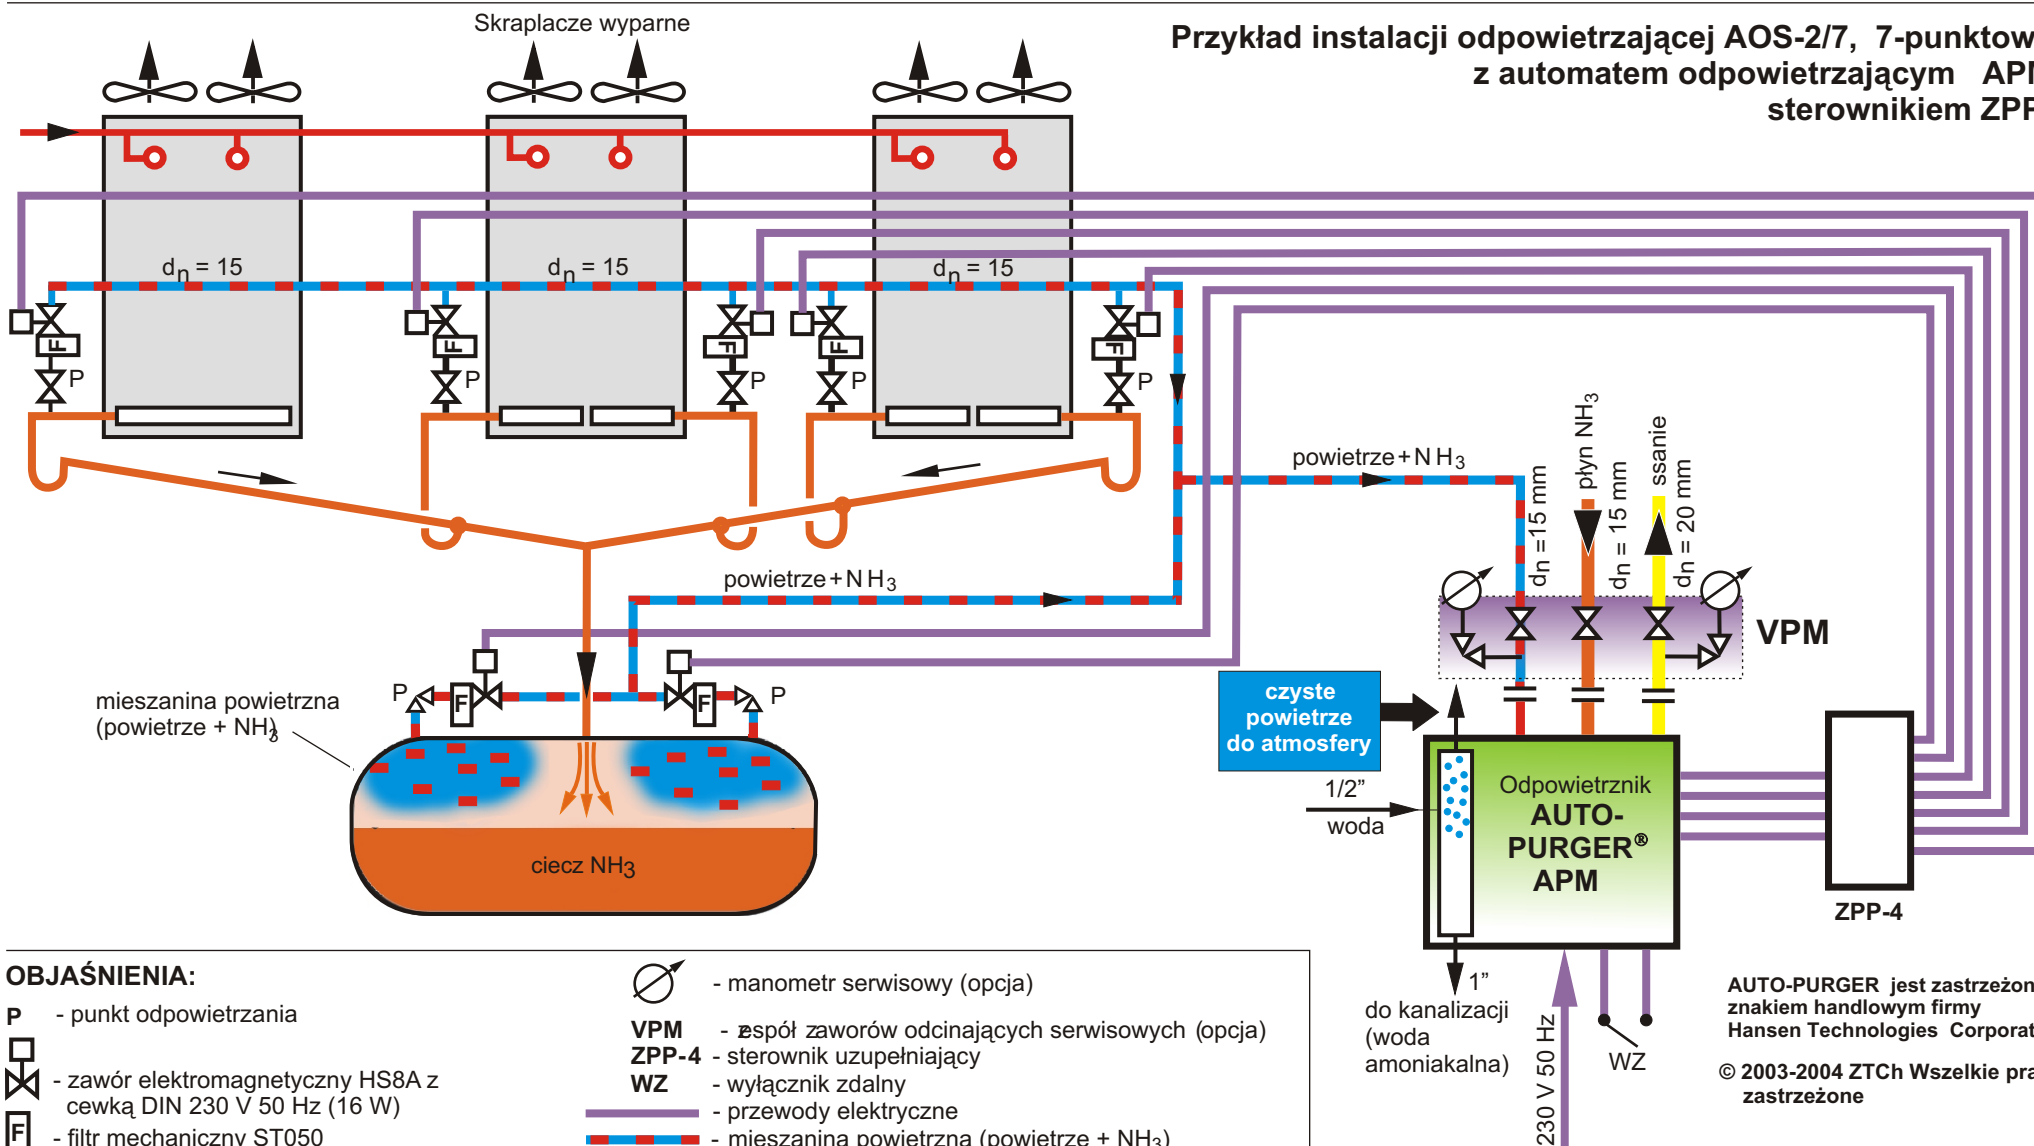 Skraplacze wyparne
Przykład instalacji odpowietrzającej AOS-2/7, 7-punktow
z automatem odpowietrzającym AP
sterownikiem ZPP
dn = 15
dn = 15
dn = 15
F
F
F
F
F
P
P
P
P
P
powietrze+NH3
dn =15 mm
płyn NH3
dn = 15 mm
ssanie
dn = 20 mm
powietrze+NH3
VPM
mieszanina powietrzna
(powietrze + NH3
P
F
F
P
czyste
powietrze
do atmosfery
1/2”
woda
Odpowietrznik
AUTO-
PURGER®
APM
ciecz NH3
ZPP-4
1”
do kanalizacji
(woda
amoniakalna)
230 V 50 Hz
WZ
AUTO-PURGER jest zastrzeżon
znakiem handlowym firmy
Hansen Technologies Corporat
© 2003-2004 ZTCh Wszelkie pra
zastrzeżone
OBJAŚNIENIA:
P - punkt odpowietrzania
- zawór elektromagnetyczny HS8A z
cewką DIN 230 V 50 Hz (16 W)
F - filtr mechaniczny ST050
- manometr serwisowy (opcja)
VPM - zespół zaworów odcinających serwisowych (opcja)
ZPP-4 - sterownik uzupełniający
WZ - wyłącznik zdalny
- przewody elektryczne
- mieszanina powietrzna (powietrze + NH3)